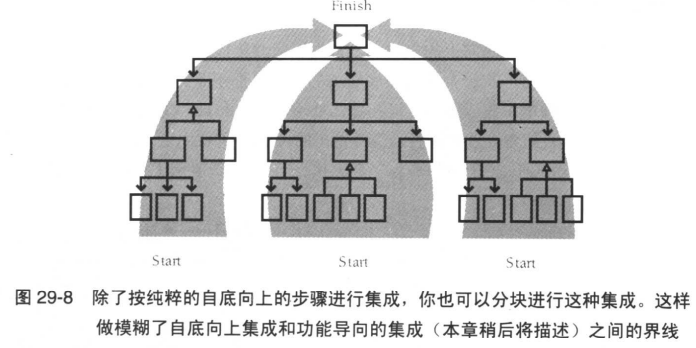 Finish
Start
Start
Start
图 29-8 除了按纯粹的自底向上的步骤进行集成，你也可以分块进行这种集成。这样
做模糊了自底向上集成和功能导向的集成（本章稍后将描述）之间的界线